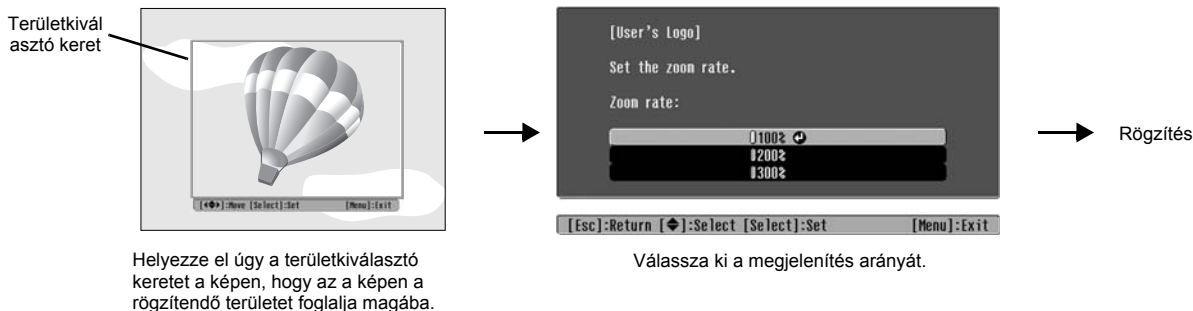 Területkivál
asztó keret
[◄◆►]:Move [Select]:Set [Menu]:Exit
Helyezze el úgy a területkiválasztó
keretet a képen, hogy az a képen a
rögzítendő területet foglalja magába.
[User's Logo]
Set the zoom rate.
Zoom rate:
100%
200%
300%
[Esc]:Return [◆]:Select [Select]:Set [Menu]:Exit
Válassza ki a megjelenítés arányát.
Rögzítés